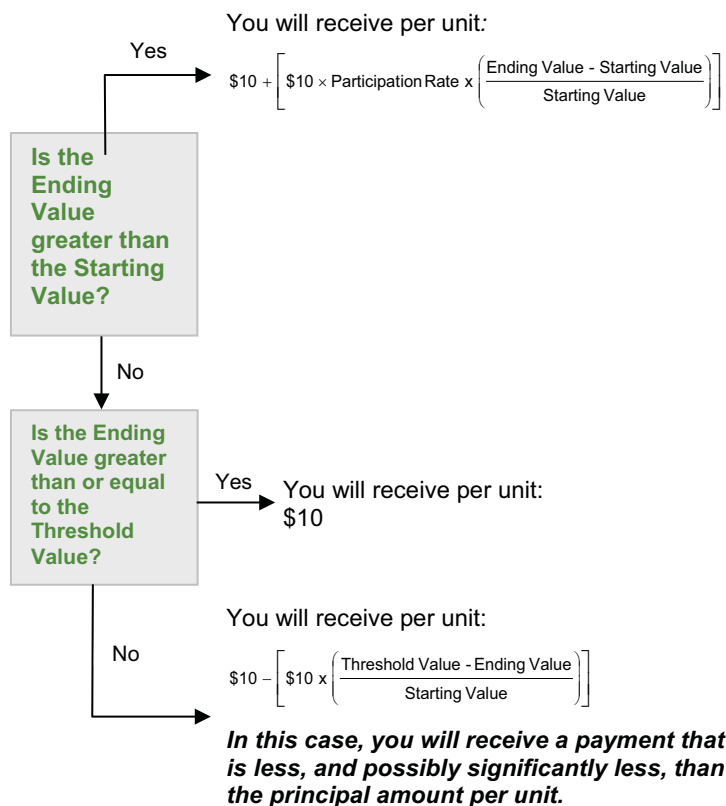 You will receive per unit:
Yes
$10 + [ $10 × Participation Rate x ( Ending Value - Starting Value / Starting Value ) ]
Is the
Ending
Value
greater than
the Starting
Value?
No
Is the Ending
Value greater
than or equal
to the
Threshold
Value?
Yes
You will receive per unit:
$10
You will receive per unit:
No
$10 − [ $10 x ( Threshold Value - Ending Value / Starting Value ) ]
In this case, you will receive a payment that
is less, and possibly significantly less, than
the principal amount per unit.